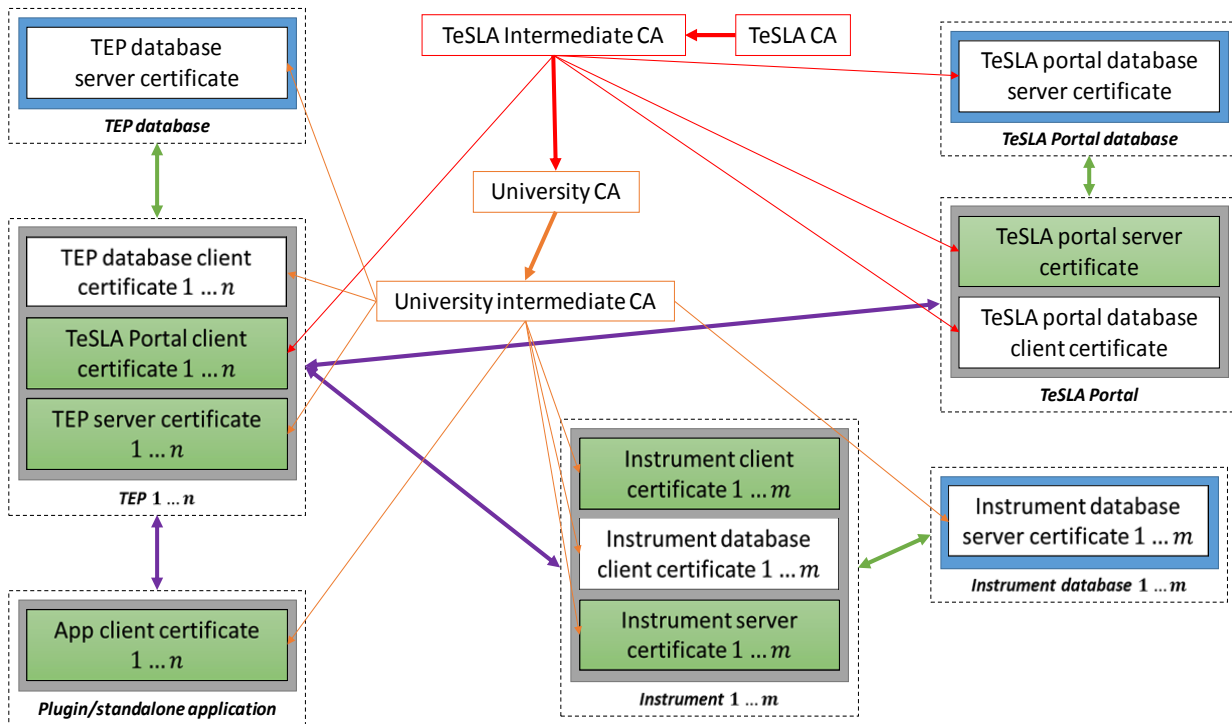 TEP database
server certificate
TEP database
TeSLA Intermediate CA
TeSLA CA
TeSLA portal database
server certificate
TeSLA Portal database
University CA
University intermediate CA
TEP database client
certificate 1 … n
TeSLA Portal client
certificate 1 … n
TEP server certificate
1 … n
TEP 1 … n
TeSLA portal server
certificate
TeSLA portal database
client certificate
TeSLA Portal
Instrument client
certificate 1 … m
Instrument database
client certificate 1 … m
Instrument server
certificate 1 … m
Instrument 1 … m
Instrument database
server certificate 1 … m
Instrument database 1 … m
App client certificate
1 … n
Plugin/standalone application